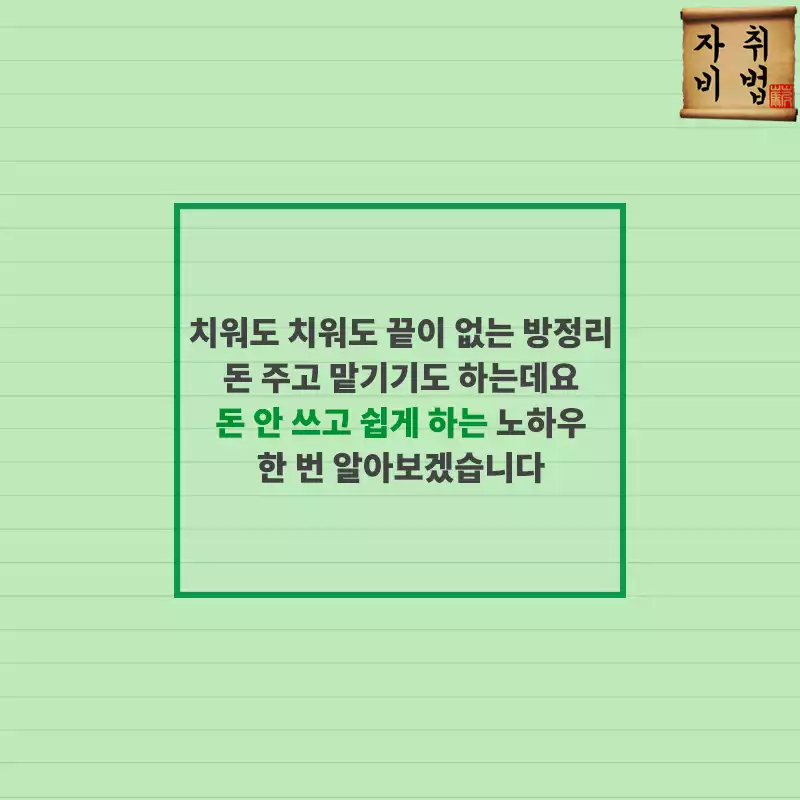 자취
비법
치워도 치워도 끝이 없는 방정리
돈 주고 맡기기도 하는데요
돈 안 쓰고 쉽게 하는 노하우
한 번 알아보겠습니다